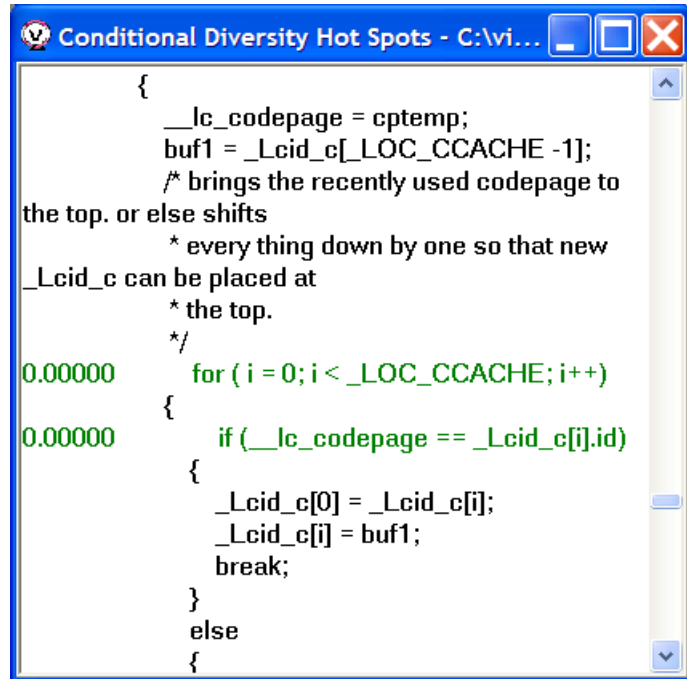 Conditional Diversity Hot Spots - C:\vi...
{
__lc_codepage = cptemp;
buf1 = _Lcid_c[_LOC_CCACHE -1];
/* brings the recently used codepage to
the top. or else shifts
* every thing down by one so that new
_Lcid_c can be placed at
* the top.
*/
0.00000 for ( i = 0; i < _LOC_CCACHE; i++)
{
0.00000 if (__lc_codepage == _Lcid_c[i].id)
{
_Lcid_c[0] = _Lcid_c[i];
_Lcid_c[i] = buf1;
break;
}
else
{